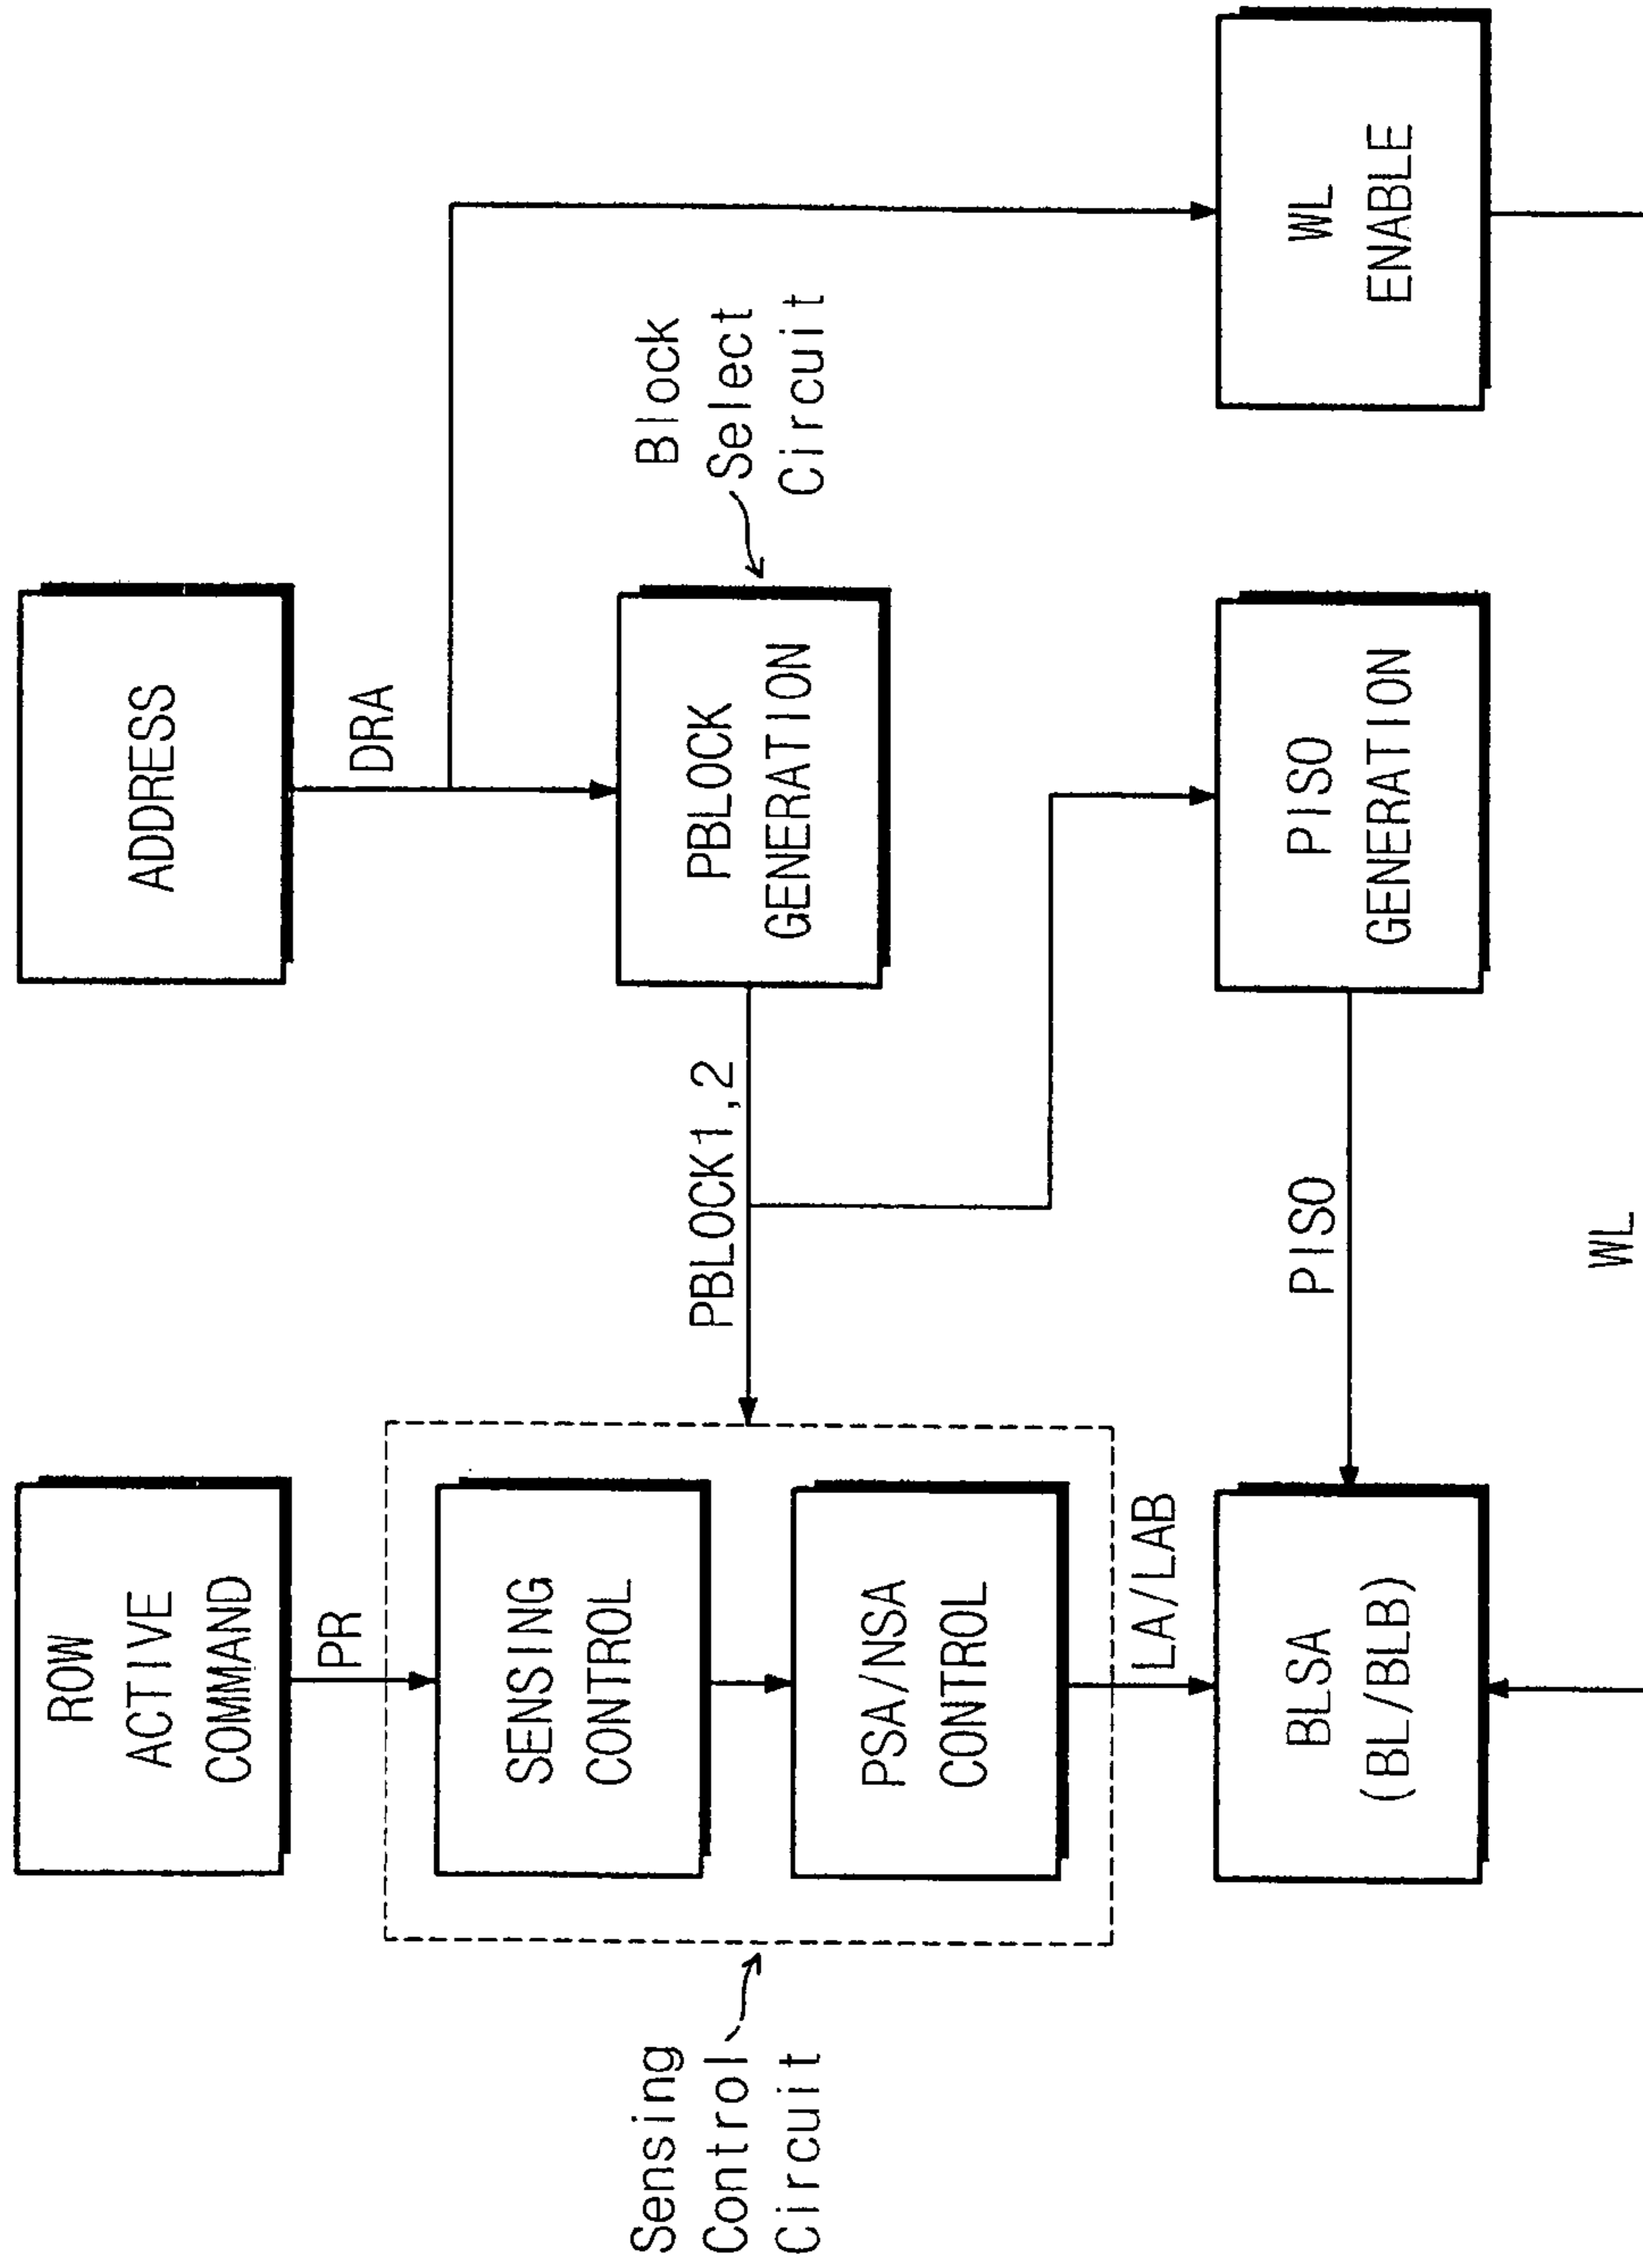 ROW
ACTIVE
COMMAND
ADDRESS
PR
DRA
Sensing
Control
Circuit
SENSING
CONTROL
PBLOCK1,2
PBLOCK
GENERATION
Block
Select
Circuit
PSA/NSA
CONTROL
LA/LAB
BLSA
(BL/BLB)
PISO
PISO
GENERATION
WL
ENABLE
WL